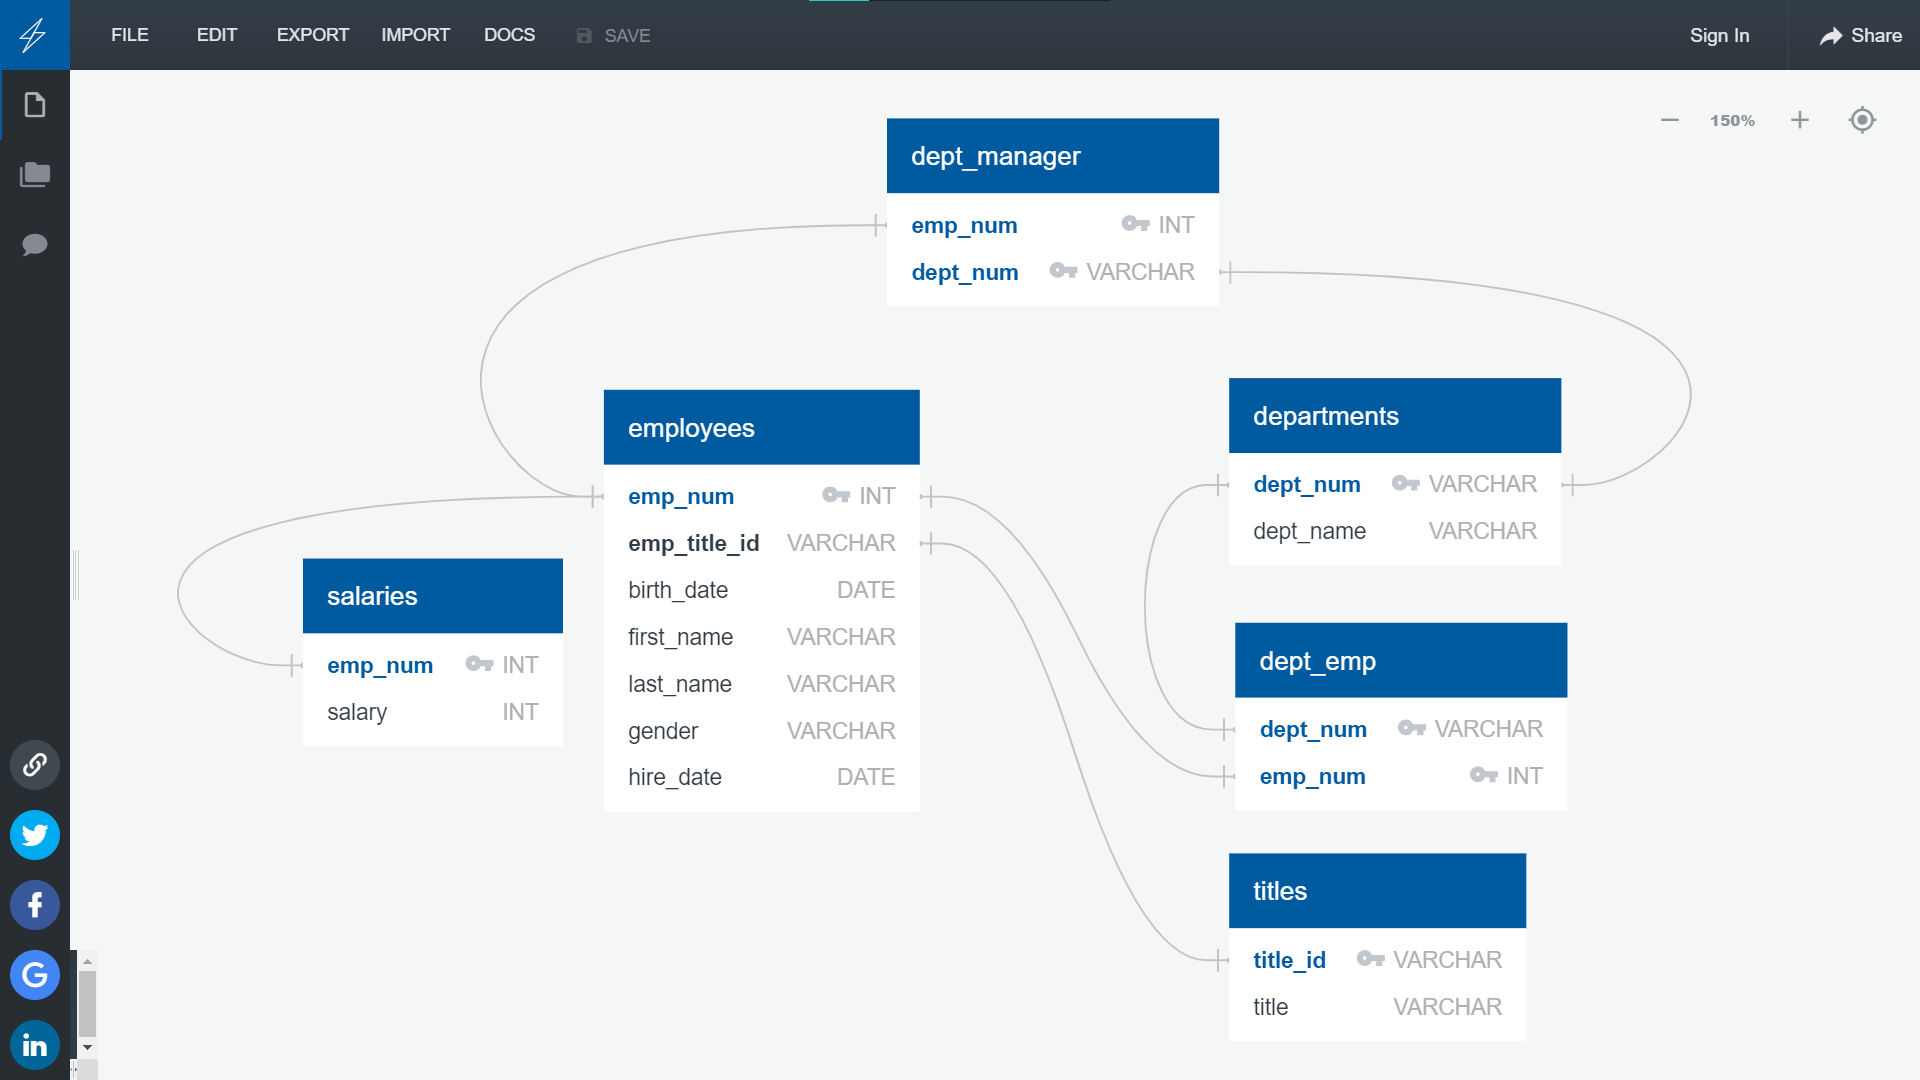 FILE EDIT EXPORT IMPORT DOCS SAVE Sign In Share
150%
dept_manager
emp_num INT
dept_num VARCHAR
employees
emp_num INT
emp_title_id VARCHAR
birth_date DATE
first_name VARCHAR
last_name VARCHAR
gender VARCHAR
hire_date DATE
departments
dept_num VARCHAR
dept_name VARCHAR
salaries
emp_num INT
salary INT
dept_emp
dept_num VARCHAR
emp_num INT
titles
title_id VARCHAR
title VARCHAR